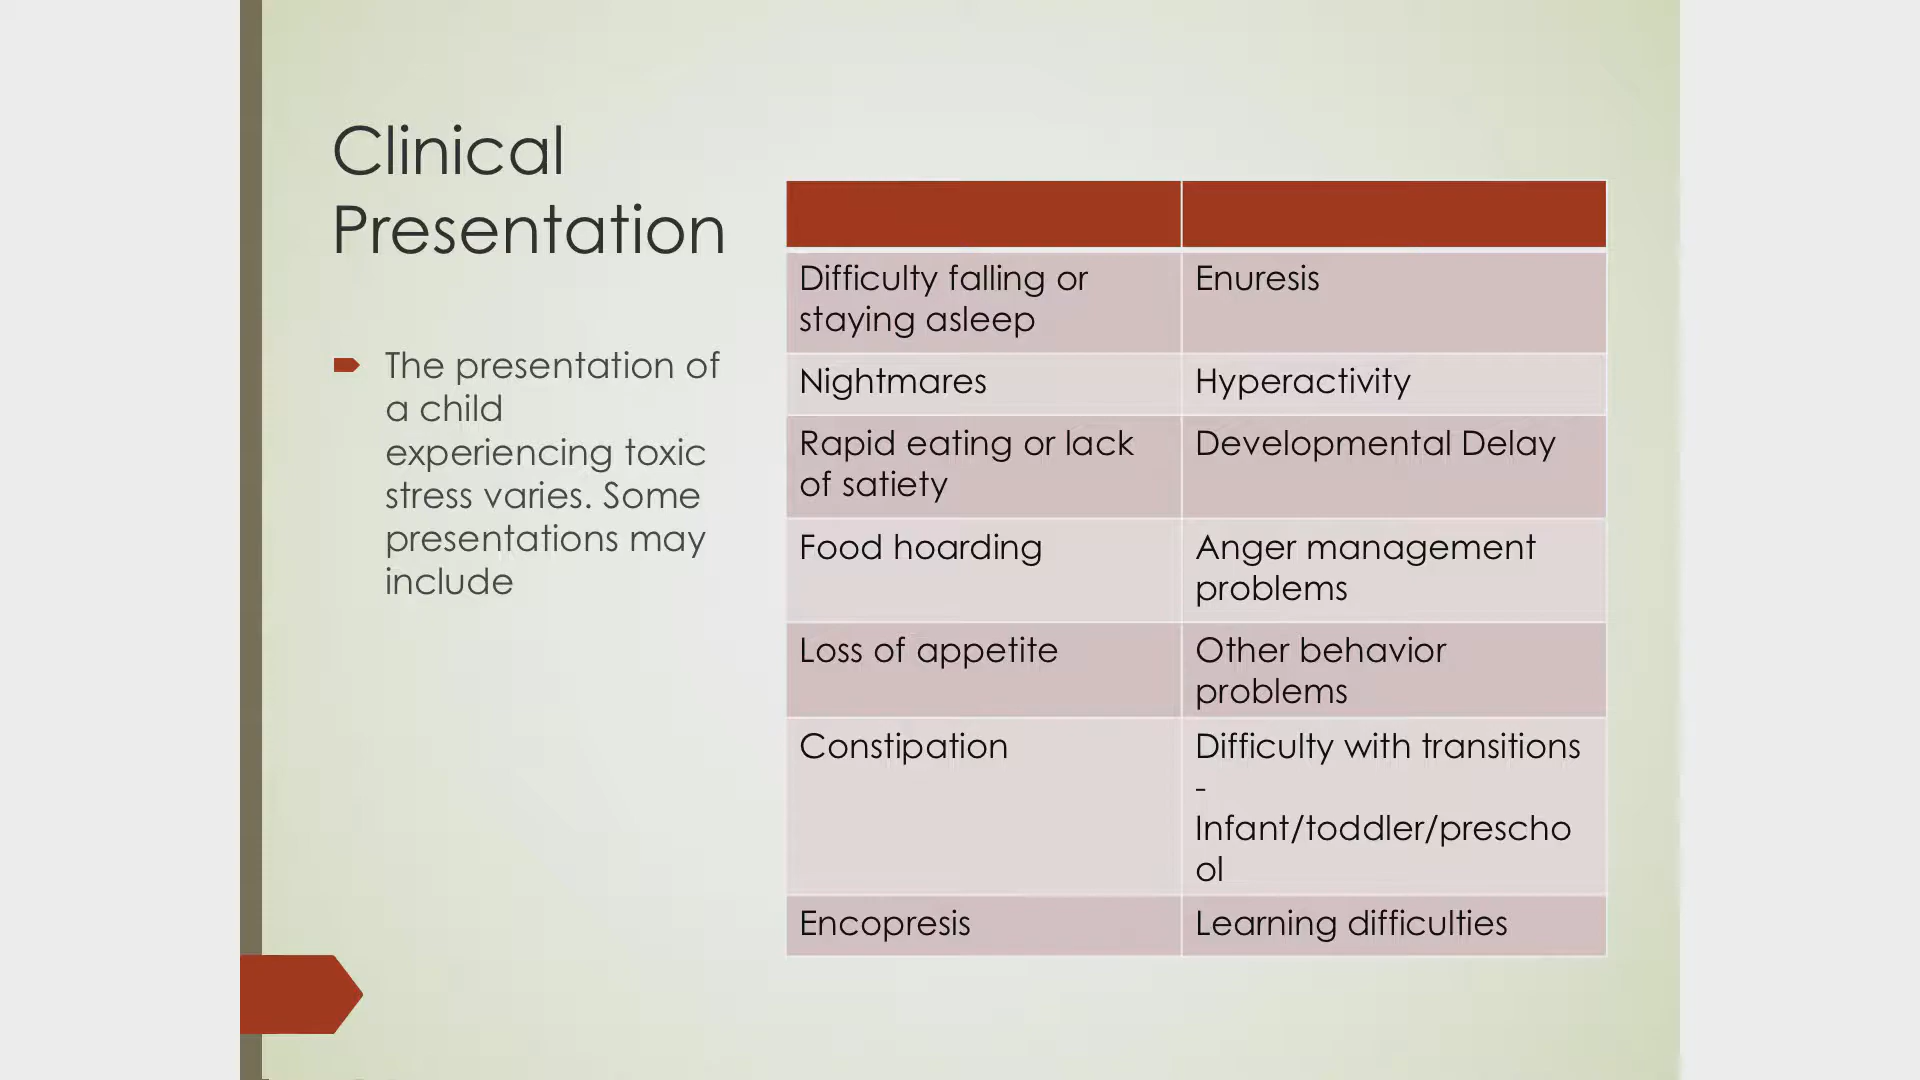 Clinical
Presentation
The presentation of
a child
experiencing toxic
stress varies. Some
presentations may
include
Difficulty falling or
staying asleep
Enuresis
Nightmares
Hyperactivity
Rapid eating or lack
of satiety
Developmental Delay
Food hoarding
Anger management
problems
Loss of appetite
Other behavior
problems
Constipation
Difficulty with transitions
-
Infant/toddler/prescho
ol
Encopresis
Learning difficulties